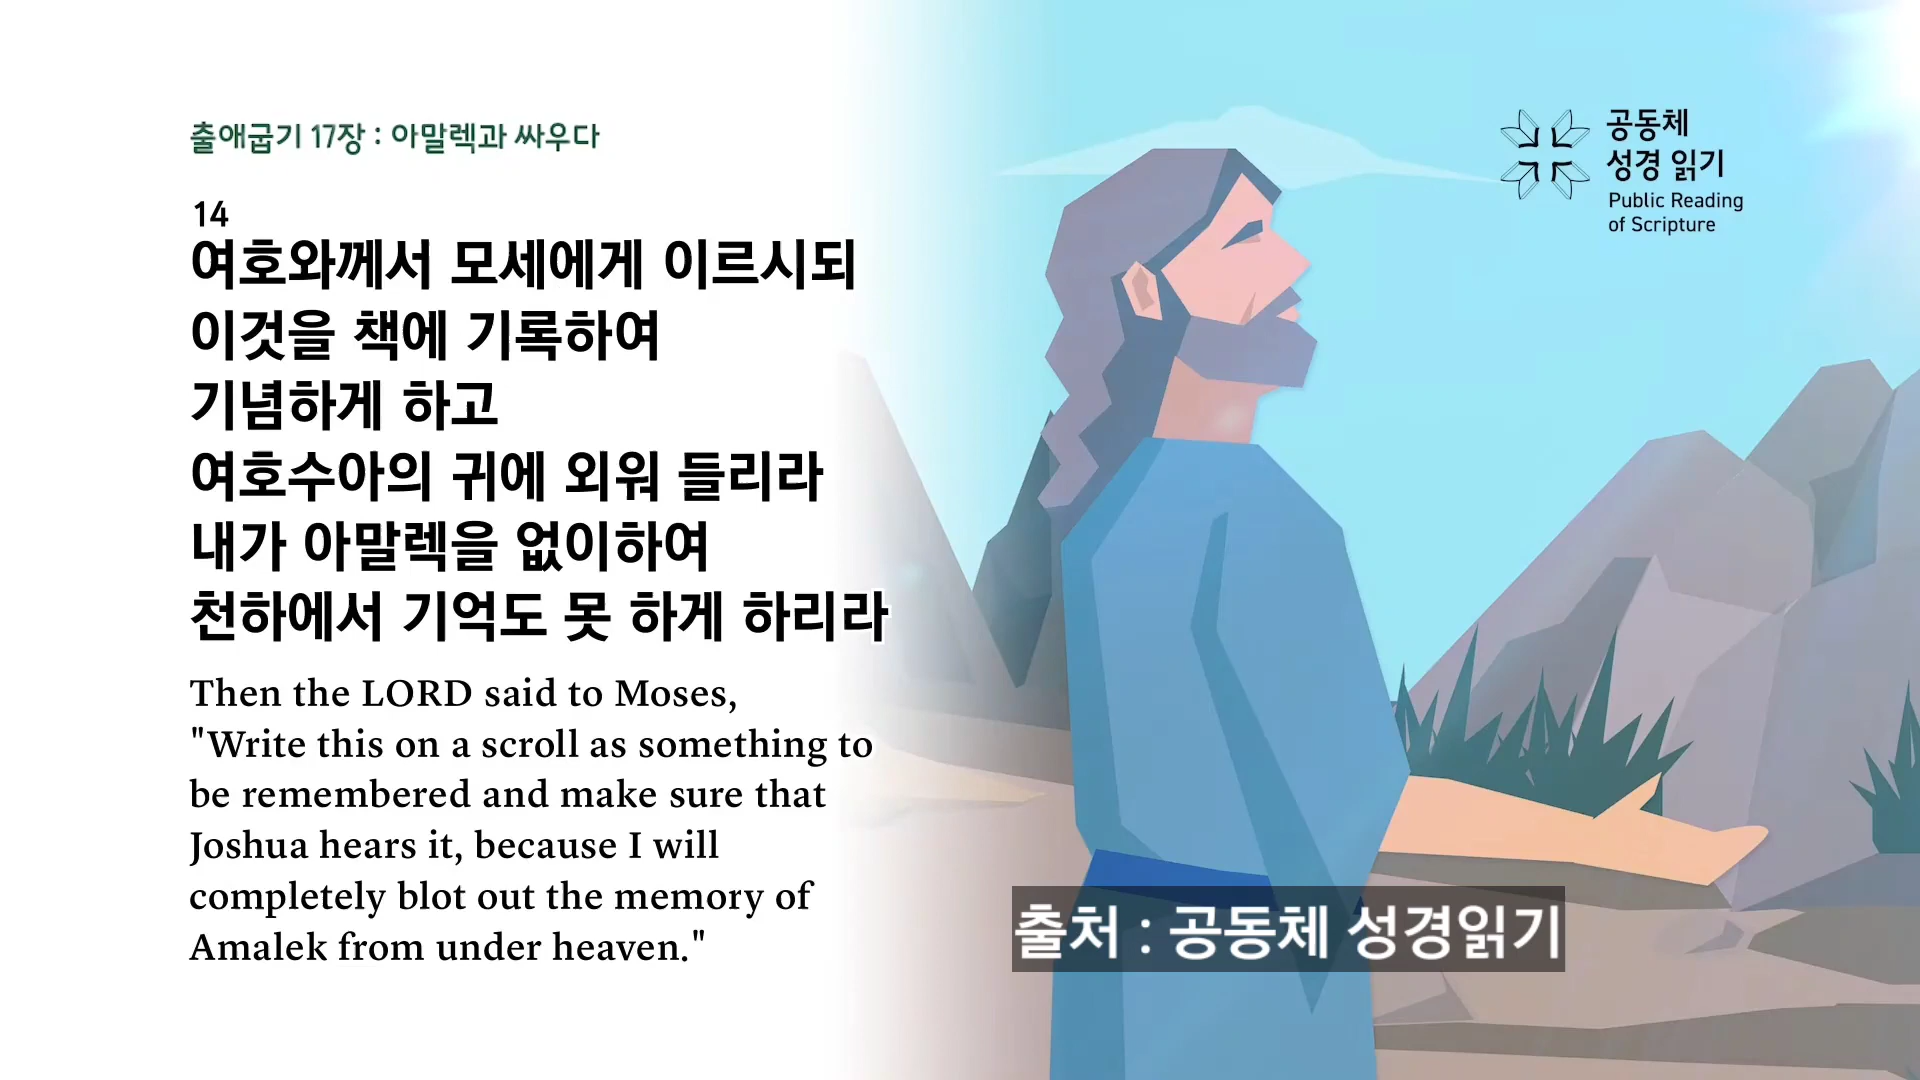 출애굽기 17장 : 아말렉과 싸우다
14
여호와께서 모세에게 이르시되
이것을 책에 기록하여
기념하게 하고
여호수아의 귀에 외워 들리라
내가 아말렉을 없이하여
천하에서 기억도 못 하게 하리라
Then the LORD said to Moses,
"Write this on a scroll as something to
be remembered and make sure that
Joshua hears it, because I will
completely blot out the memory of
Amalek from under heaven."
공동체
성경 읽기
Public Reading
of Scripture
출처 : 공동체 성경읽기